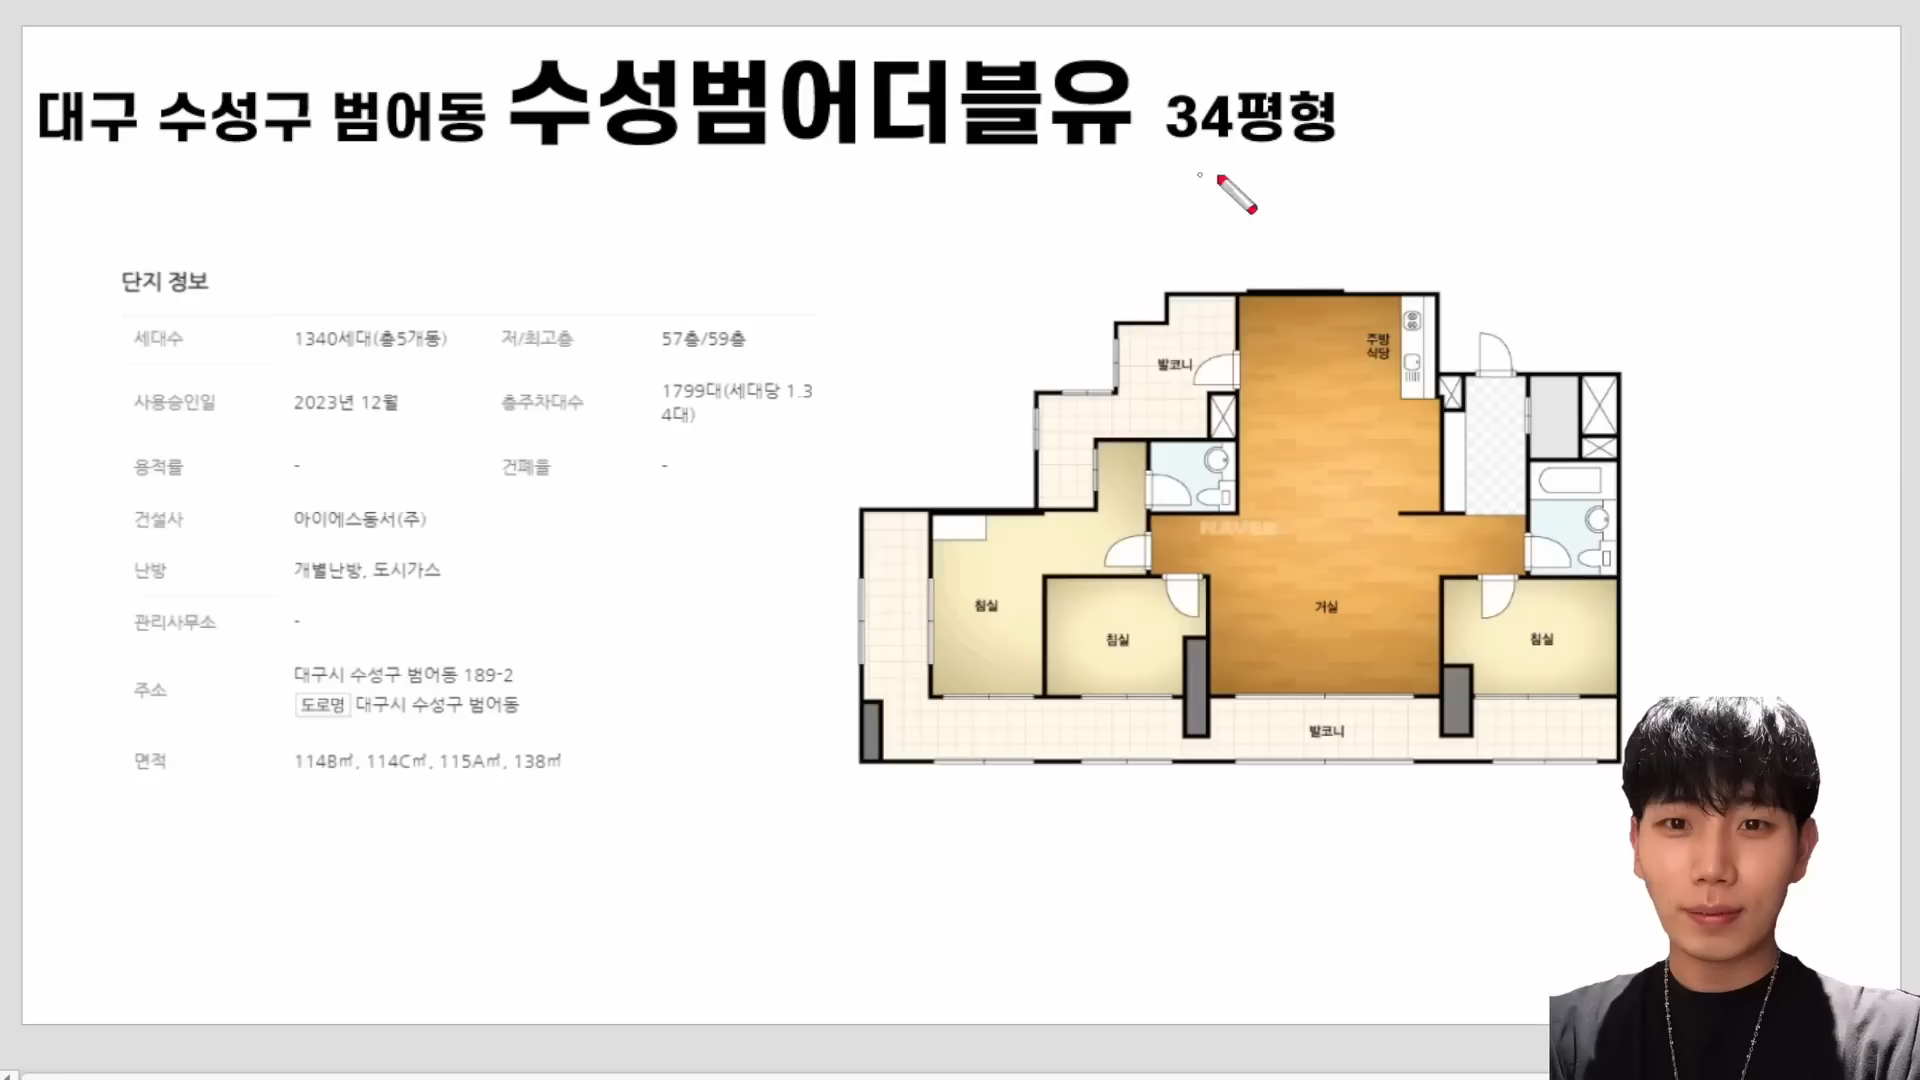 대구 수성구 범어동 수성범어더블유 34평형
단지 정보
세대수 1340세대(총5개동) 저/최고층 57층/59층
사용승인일 2023년 12월 총주차대수 1799대(세대당 1.3
4대)
용적률 - 건폐율 -
건설사 아이에스동서(주)
난방 개별난방, 도시가스
관리사무소 -
주소 대구시 수성구 범어동 189-2
도로명 대구시 수성구 범어동
면적 114B㎡, 114C㎡, 115A㎡, 138㎡
주방
식당
발코니
NAVER
침실
거실
침실
침실
발코니